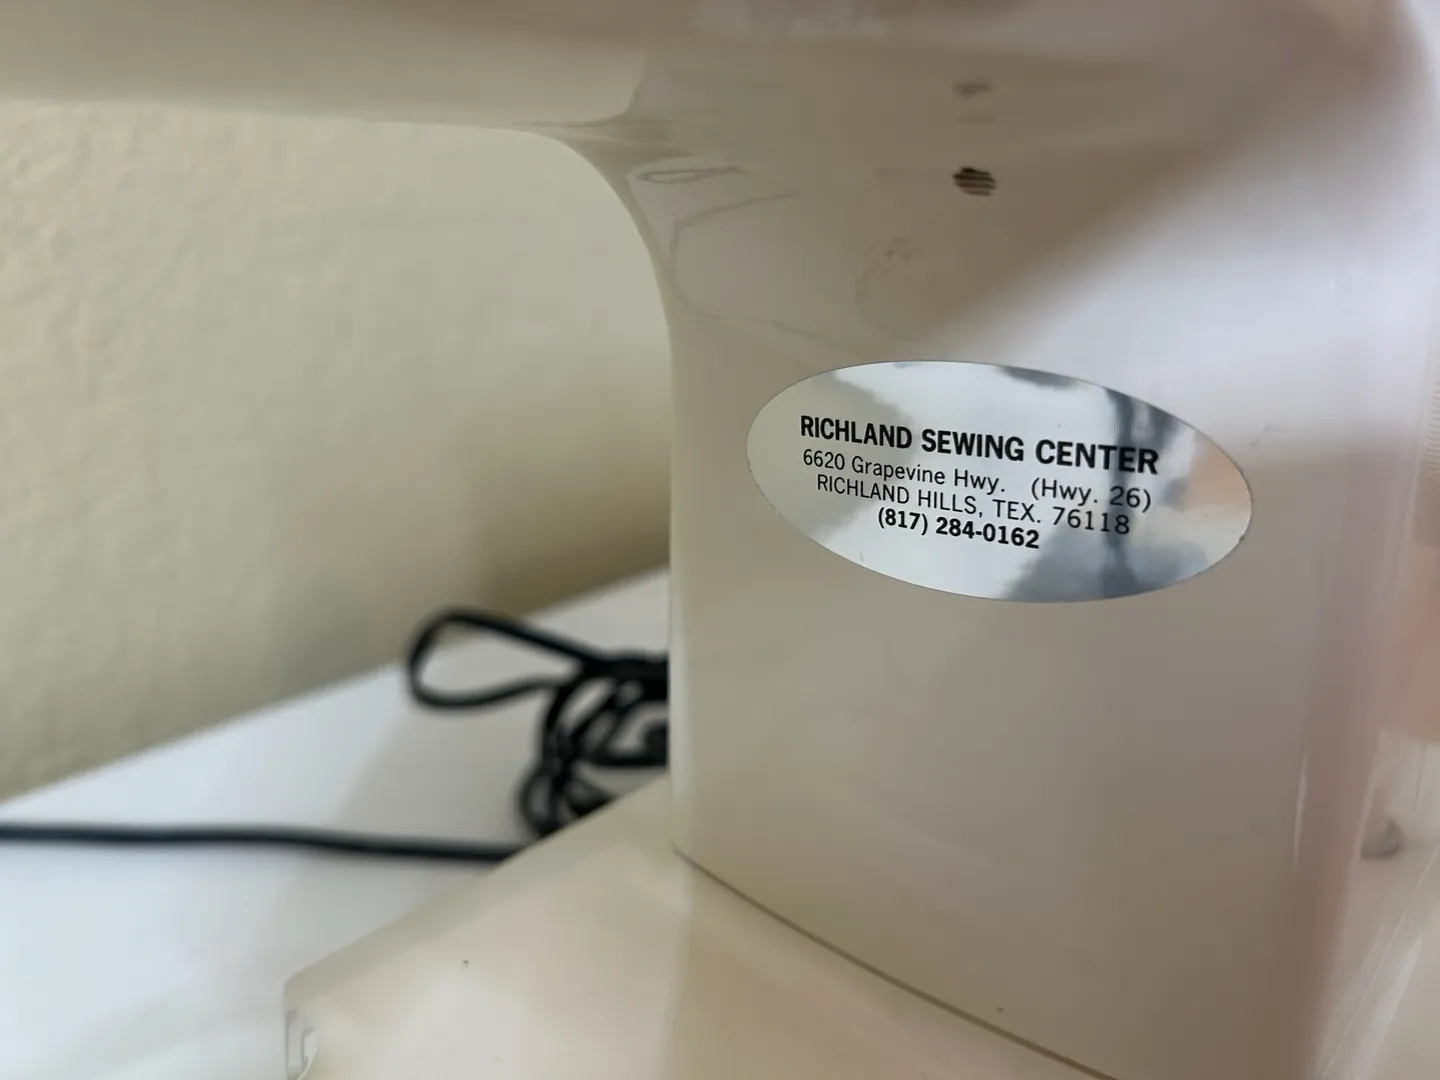 RICHLAND SEWING CENTER
6620 Grapevine Hwy. (Hwy. 26)
RICHLAND HILLS, TEX. 76118
(817) 284-0162